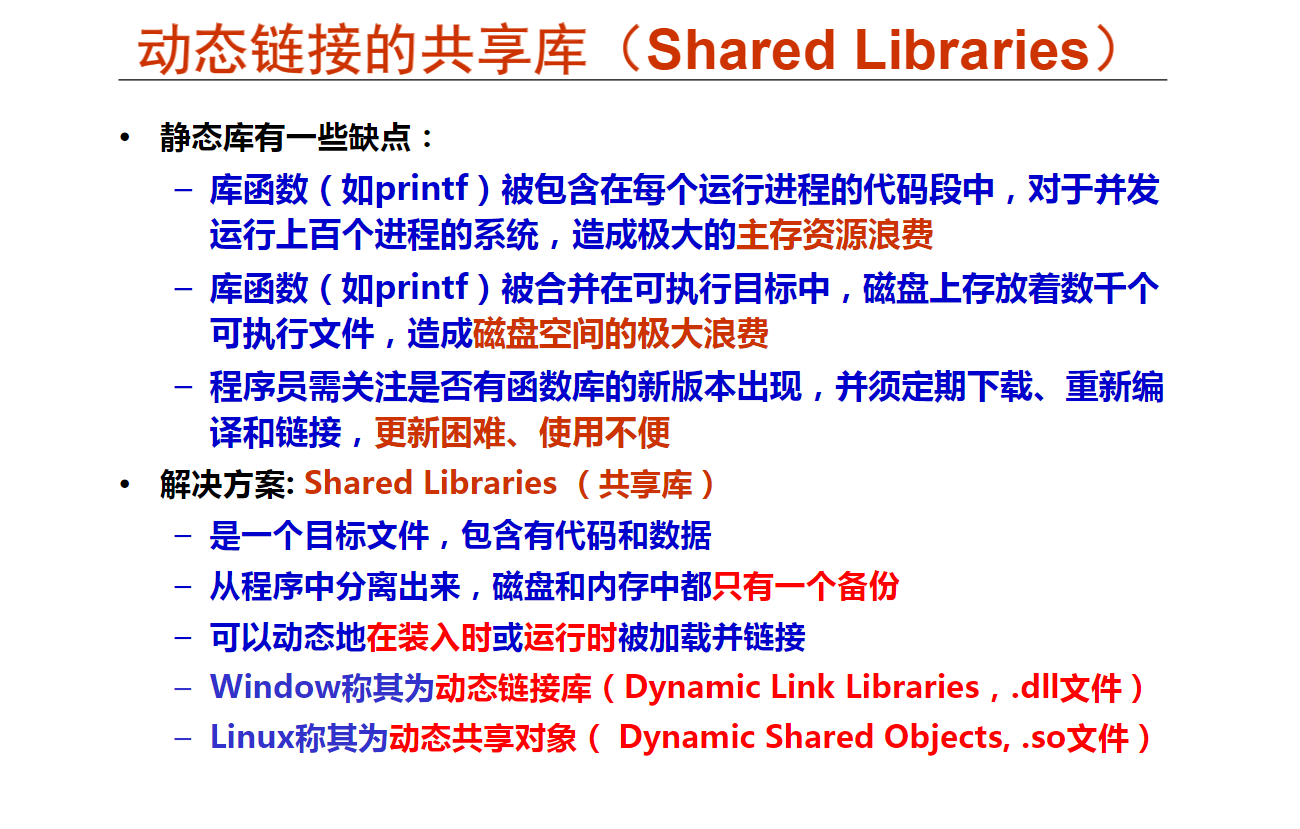 动态链接的共享库（Shared Libraries）
• 静态库有一些缺点：
– 库函数（如printf）被包含在每个运行进程的代码段中，对于并发
运行上百个进程的系统，造成极大的主存资源浪费
– 库函数（如printf）被合并在可执行目标中，磁盘上存放着数千个
可执行文件，造成磁盘空间的极大浪费
– 程序员需关注是否有函数库的新版本出现，并须定期下载、重新编
译和链接，更新困难、使用不便
• 解决方案: Shared Libraries （共享库）
– 是一个目标文件，包含有代码和数据
– 从程序中分离出来，磁盘和内存中都只有一个备份
– 可以动态地在装入时或运行时被加载并链接
– Window称其为动态链接库（Dynamic Link Libraries，.dll文件）
– Linux称其为动态共享对象（ Dynamic Shared Objects, .so文件）